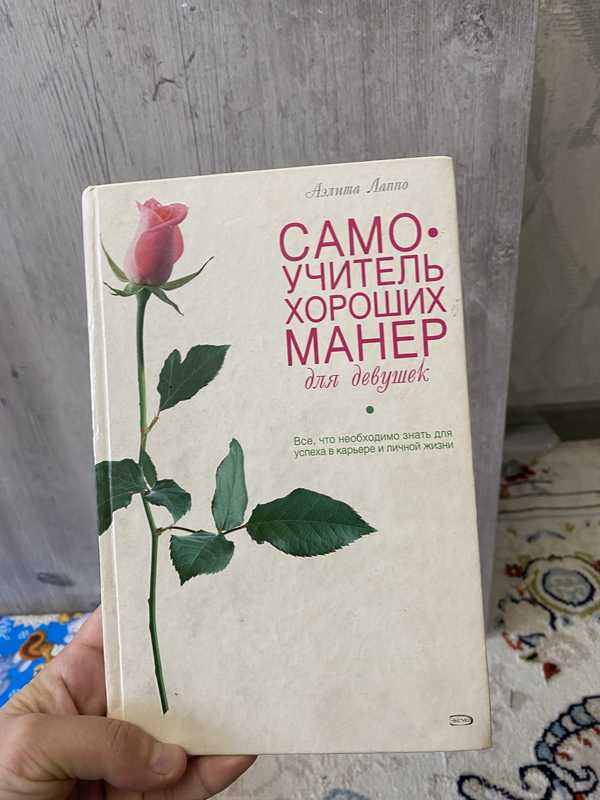 Аэлита Лаппо
САМО•
УЧИТЕЛЬ
ХОРОШИХ
МАНЕР
для девушек
Все, что необходимо знать для
успеха в карьере и личной жизни
ЭКСМО